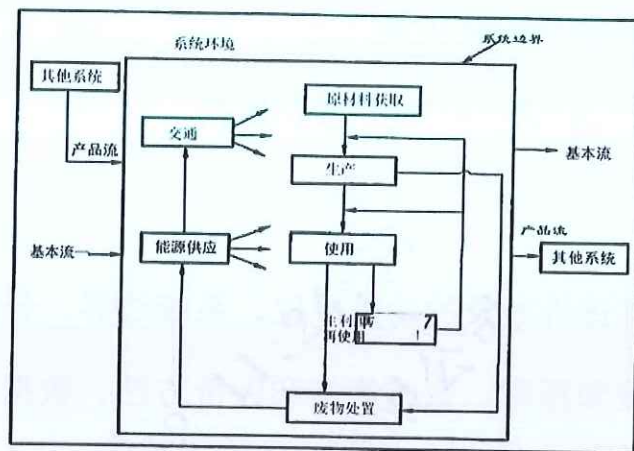 系统环境
系统边界
其他系统
原材料获取
交通
产品流
基本流
生产
产品流
能源供应
使用
基本流
其他系统
再使用
废物处置